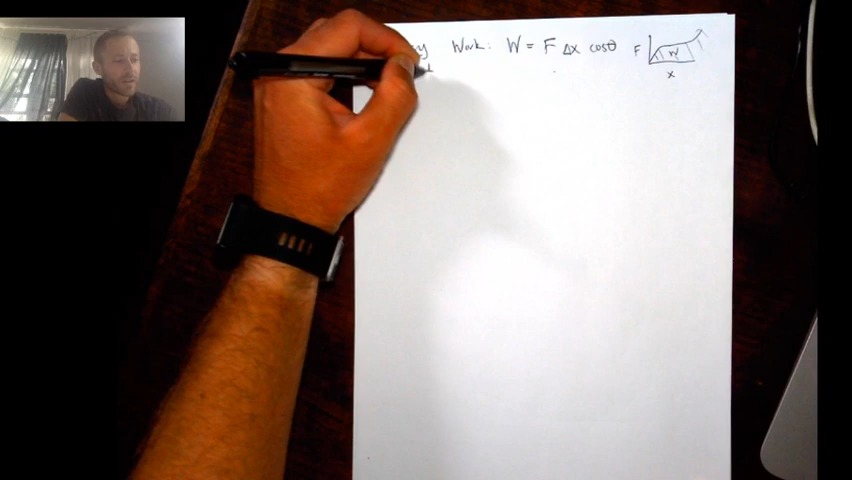 Work: W = F Δx cosθ
F
W
x